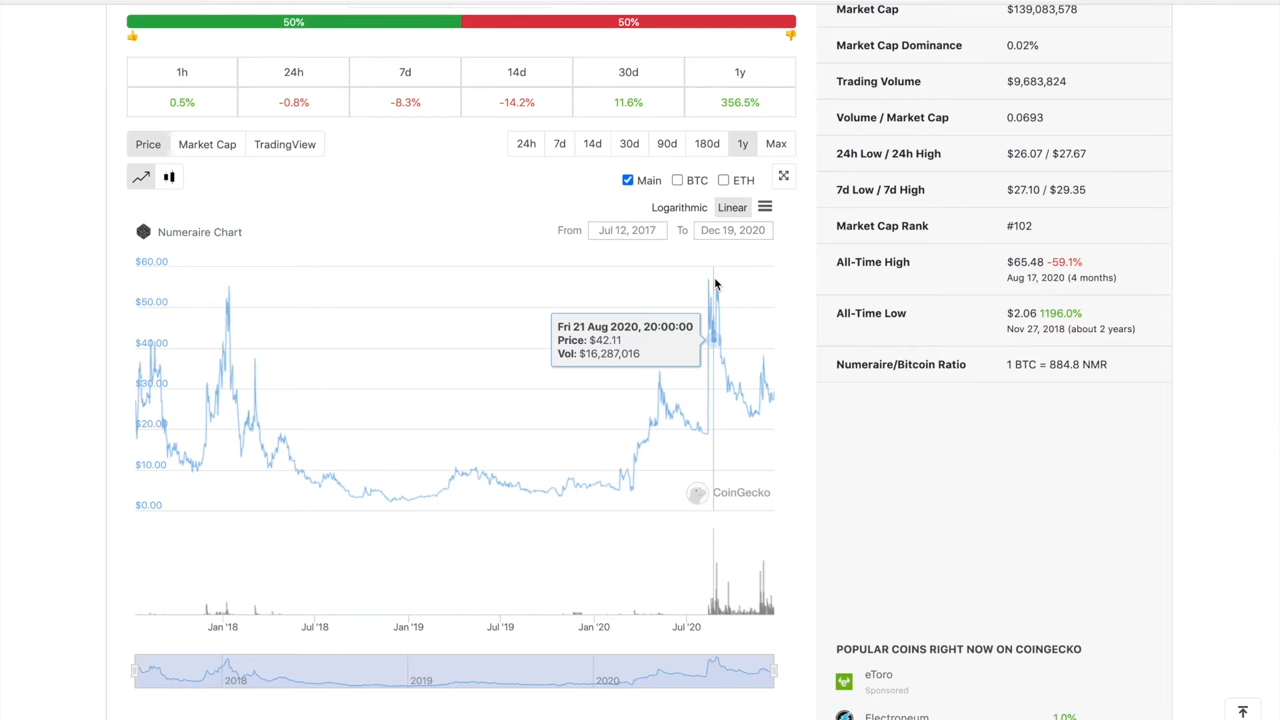 50% 50%
1h 24h 7d 14d 30d 1y
0.5% -0.8% -8.3% -14.2% 11.6% 356.5%
Price Market Cap TradingView 24h 7d 14d 30d 90d 180d 1y Max
Main BTC ETH
Logarithmic Linear
Numeraire Chart From Jul 12, 2017 To Dec 19, 2020
$60.00
$50.00
$40.00
$30.00
$20.00
$10.00
$0.00
Fri 21 Aug 2020, 20:00:00
Price: $42.11
Vol: $16,287,016
CoinGecko
Jan '18 Jul '18 Jan '19 Jul '19 Jan '20 Jul '20
2018 2019 2020
Market Cap $139,083,578
Market Cap Dominance 0.02%
Trading Volume $9,683,824
Volume / Market Cap 0.0693
24h Low / 24h High $26.07 / $27.67
7d Low / 7d High $27.10 / $29.35
Market Cap Rank #102
All-Time High $65.48 -59.1%
Aug 17, 2020 (4 months)
All-Time Low $2.06 1196.0%
Nov 27, 2018 (about 2 years)
Numeraire/Bitcoin Ratio 1 BTC = 884.8 NMR
POPULAR COINS RIGHT NOW ON COINGECKO
eToro
Sponsored
Electroneum 1.0%